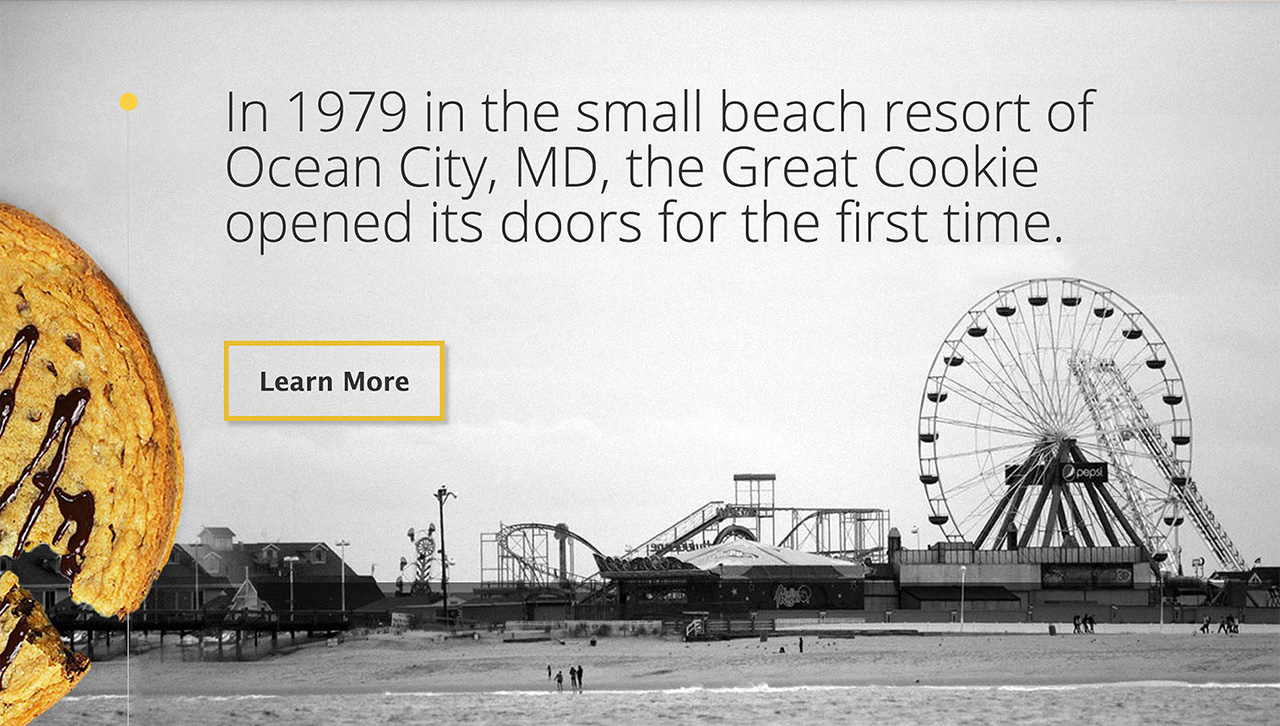 In 1979 in the small beach resort of
Ocean City, MD, the Great Cookie
opened its doors for the first time.
Learn More
pepsi